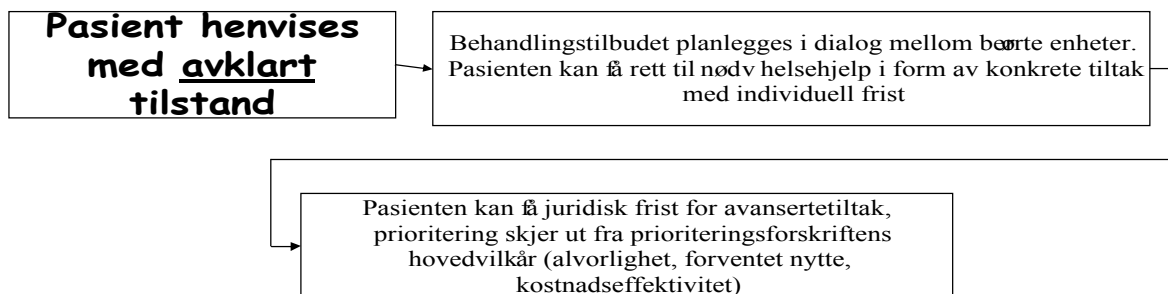 Pasient henvises
med avklart
tilstand
Behandlingstilbudet planlegges i dialog mellom berørte enheter.
Pasienten kan få rett til nødv helsehjelp i form av konkrete tiltak
med individuell frist
Pasienten kan få juridisk frist for avansertetiltak,
prioritering skjer ut fra prioriteringsforskriftens
hovedvilkår (alvorlighet, forventet nytte,
kostnadseffektivitet)